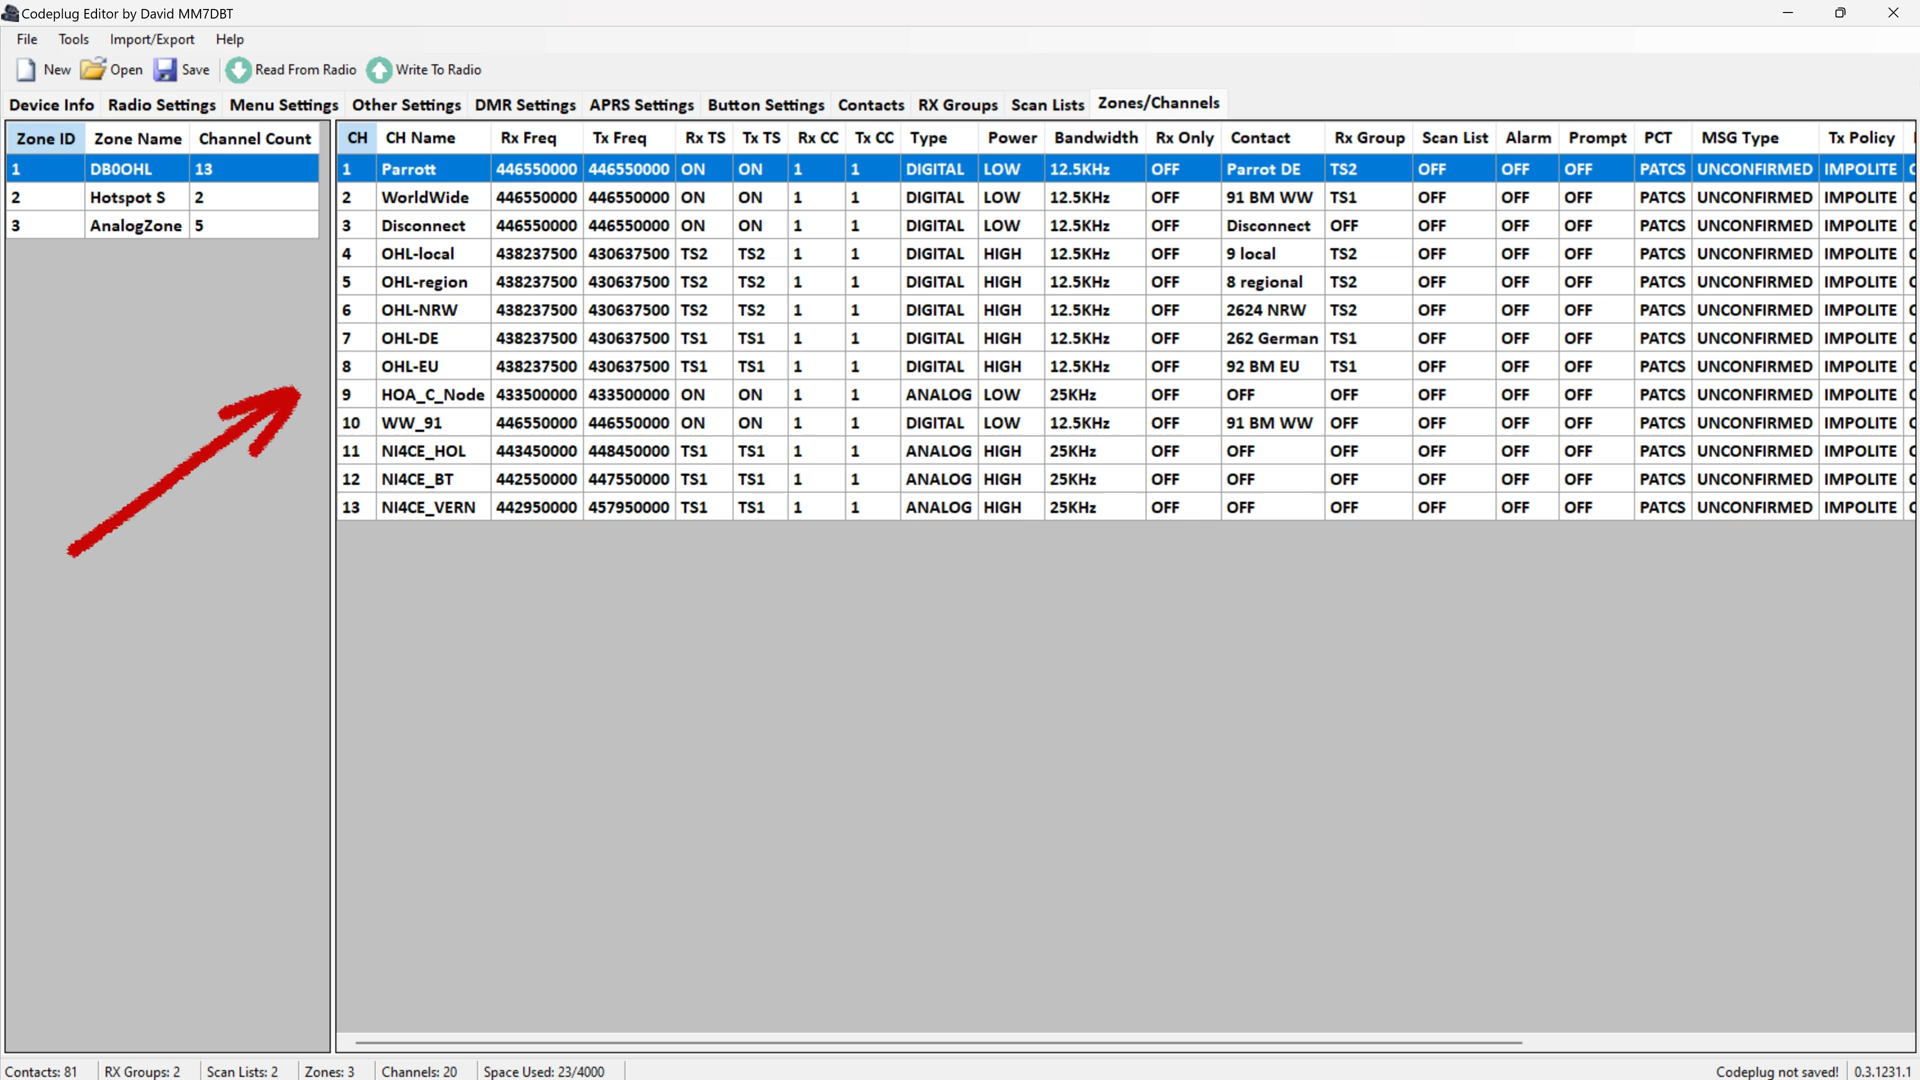 Codeplug Editor by David MM7DBT
File Tools Import/Export Help
New Open Save Read From Radio Write To Radio
Device Info Radio Settings Menu Settings Other Settings DMR Settings APRS Settings Button Settings Contacts RX Groups Scan Lists Zones/Channels
Zone ID Zone Name Channel Count
1 DB0OHL 13
2 Hotspot S 2
3 AnalogZone 5
CH CH Name Rx Freq Tx Freq Rx TS Tx TS Rx CC Tx CC Type Power Bandwidth Rx Only Contact Rx Group Scan List Alarm Prompt PCT MSG Type Tx Policy
1 Parrott 446550000 446550000 ON ON 1 1 DIGITAL LOW 12.5KHz OFF Parrot DE TS2 OFF OFF OFF PATCS UNCONFIRMED IMPOLITE
2 WorldWide 446550000 446550000 ON ON 1 1 DIGITAL LOW 12.5KHz OFF 91 BM WW TS1 OFF OFF OFF PATCS UNCONFIRMED IMPOLITE
3 Disconnect 446550000 446550000 ON ON 1 1 DIGITAL LOW 12.5KHz OFF Disconnect OFF OFF OFF OFF PATCS UNCONFIRMED IMPOLITE
4 OHL-local 438237500 430637500 TS2 TS2 1 1 DIGITAL HIGH 12.5KHz OFF 9 local TS2 OFF OFF OFF PATCS UNCONFIRMED IMPOLITE
5 OHL-region 438237500 430637500 TS2 TS2 1 1 DIGITAL HIGH 12.5KHz OFF 8 regional TS2 OFF OFF OFF PATCS UNCONFIRMED IMPOLITE
6 OHL-NRW 438237500 430637500 TS2 TS2 1 1 DIGITAL HIGH 12.5KHz OFF 2624 NRW TS2 OFF OFF OFF PATCS UNCONFIRMED IMPOLITE
7 OHL-DE 438237500 430637500 TS1 TS1 1 1 DIGITAL HIGH 12.5KHz OFF 262 German TS1 OFF OFF OFF PATCS UNCONFIRMED IMPOLITE
8 OHL-EU 438237500 430637500 TS1 TS1 1 1 DIGITAL HIGH 12.5KHz OFF 92 BM EU TS1 OFF OFF OFF PATCS UNCONFIRMED IMPOLITE
9 HOA_C_Node 433500000 433500000 ON ON 1 1 ANALOG LOW 25KHz OFF OFF OFF OFF OFF OFF PATCS UNCONFIRMED IMPOLITE
10 WW_91 446550000 446550000 ON ON 1 1 DIGITAL LOW 12.5KHz OFF 91 BM WW OFF OFF OFF OFF PATCS UNCONFIRMED IMPOLITE
11 NI4CE_HOL 443450000 448450000 TS1 TS1 1 1 ANALOG HIGH 25KHz OFF OFF OFF OFF OFF OFF PATCS UNCONFIRMED IMPOLITE
12 NI4CE_BT 442550000 447550000 TS1 TS1 1 1 ANALOG HIGH 25KHz OFF OFF OFF OFF OFF OFF PATCS UNCONFIRMED IMPOLITE
13 NI4CE_VERN 442950000 457950000 TS1 TS1 1 1 ANALOG HIGH 25KHz OFF OFF OFF OFF OFF OFF PATCS UNCONFIRMED IMPOLITE
Contacts: 81 RX Groups: 2 Scan Lists: 2 Zones: 3 Channels: 20 Space Used: 23/4000 Codeplug not saved! 0.3.1231.1